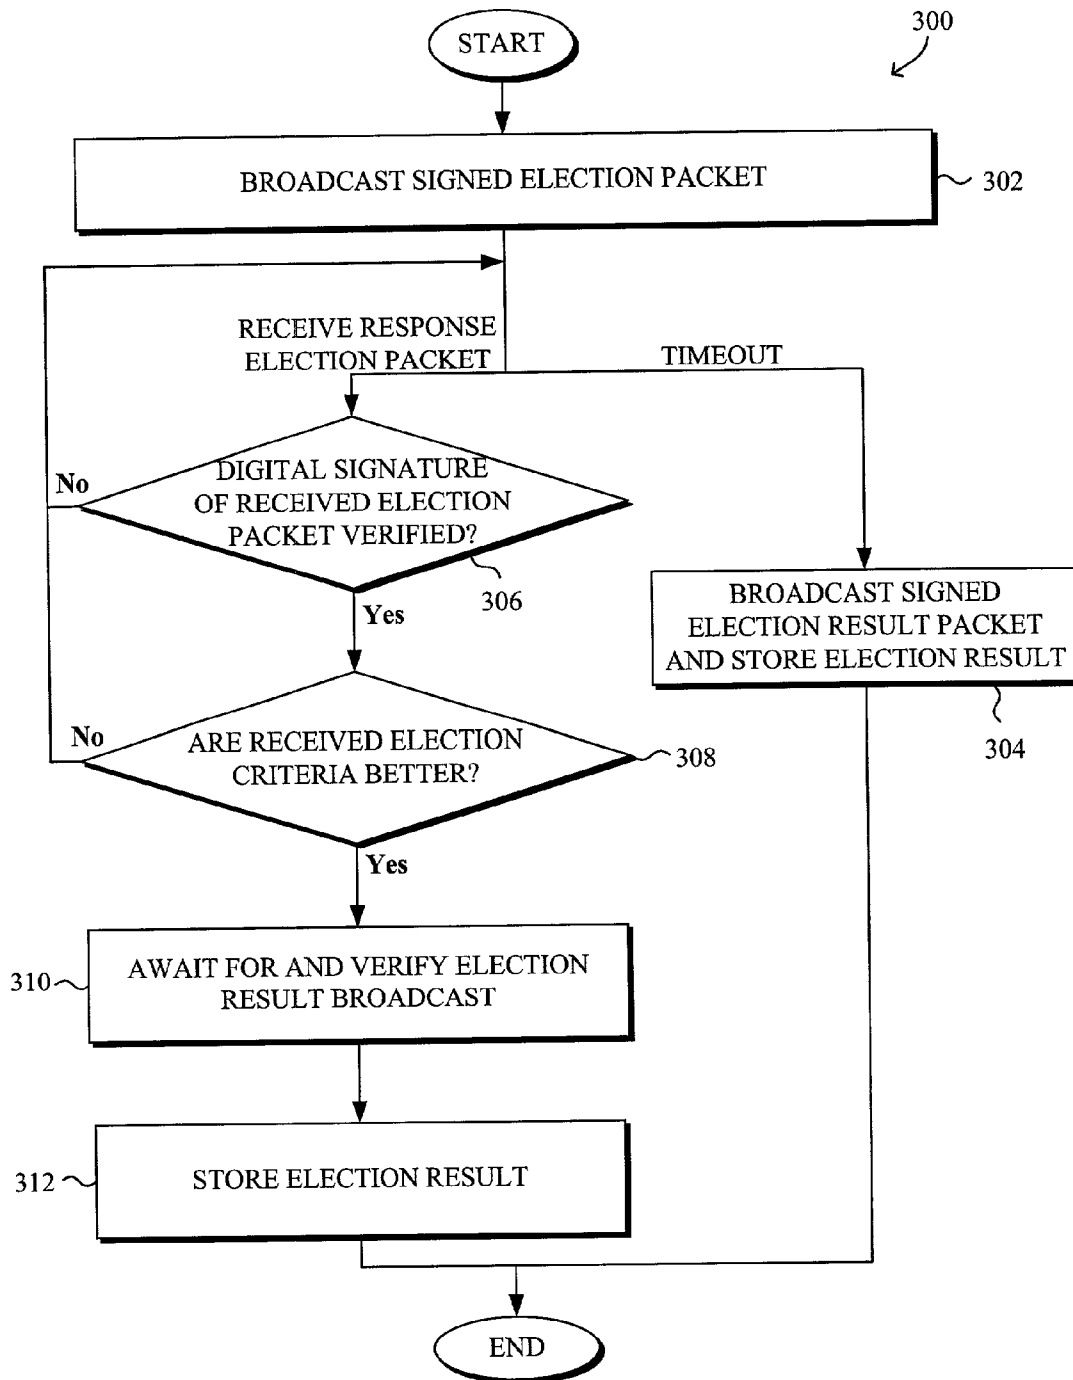 START
300
BROADCAST SIGNED ELECTION PACKET
302
RECEIVE RESPONSE
ELECTION PACKET
TIMEOUT
No
DIGITAL SIGNATURE
OF RECEIVED ELECTION
PACKET VERIFIED?
306
Yes
BROADCAST SIGNED
ELECTION RESULT PACKET
AND STORE ELECTION RESULT
304
No
ARE RECEIVED ELECTION
CRITERIA BETTER?
308
Yes
310
AWAIT FOR AND VERIFY ELECTION
RESULT BROADCAST
312
STORE ELECTION RESULT
END